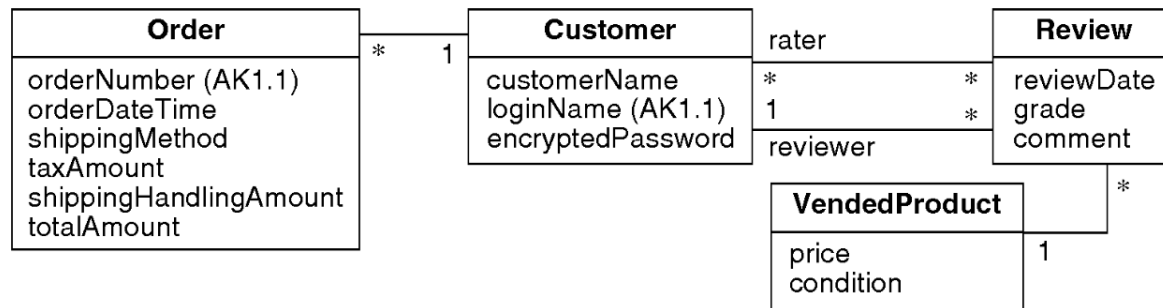 Order
orderNumber (AK1.1)
orderDateTime
shippingMethod
taxAmount
shippingHandlingAmount
totalAmount
*
1
Customer
customerName
loginName (AK1.1)
encryptedPassword
rater
*
*
1
*
reviewer
Review
reviewDate
grade
comment
*
1
VendedProduct
price
condition